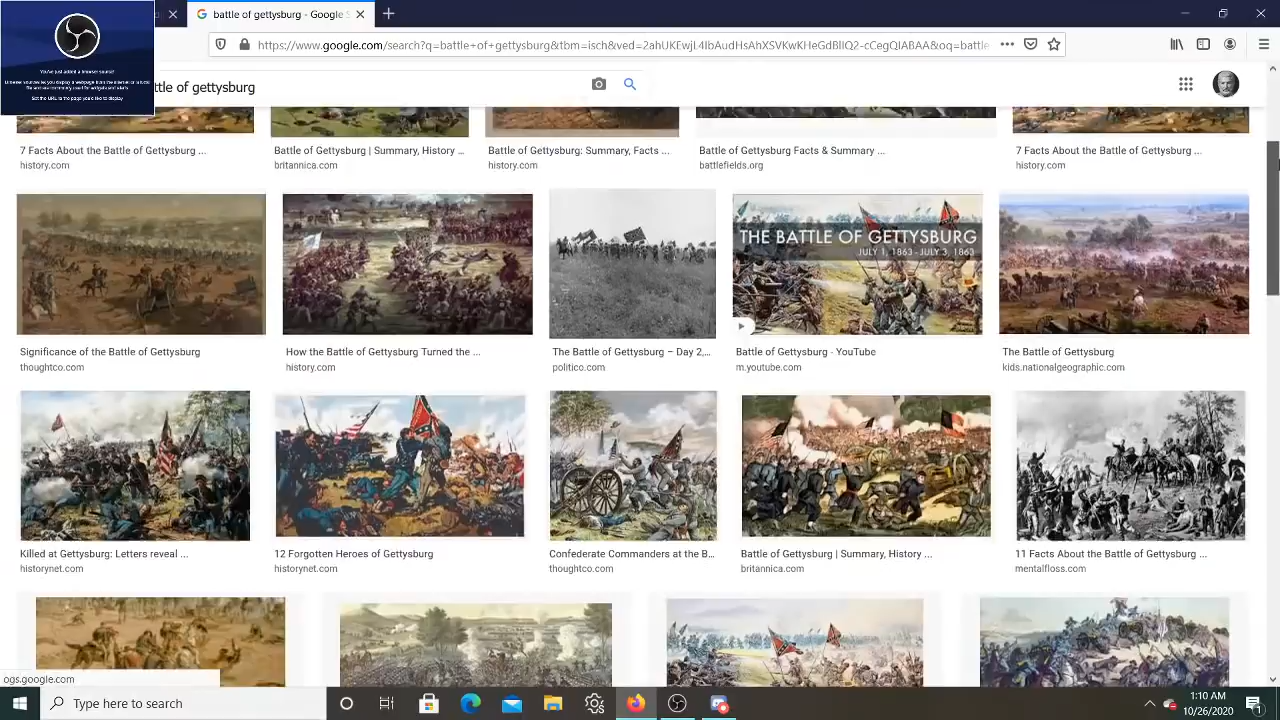 battle of gettysburg - Google S
You've just added a browser source!
https://www.google.com/search?q=battle+of+gettysburg&tbm=isch&ved=
tle of gettysburg
7 Facts About the Battle of Gettysburg ...
history.com
Battle of Gettysburg | Summary, History ...
britannica.com
Battle of Gettysburg: Summary, Facts ...
history.com
Battle of Gettysburg Facts & Summary ...
battlefields.org
7 Facts About the Battle of Gettysburg ...
history.com
THE BATTLE OF GETTYSBURG
JULY 1, 1863 - JULY 3, 1863
Significance of the Battle of Gettysburg
thoughtco.com
How the Battle of Gettysburg Turned the ...
history.com
The Battle of Gettysburg – Day 2,...
politico.com
Battle of Gettysburg - YouTube
m.youtube.com
The Battle of Gettysburg
kids.nationalgeographic.com
Killed at Gettysburg: Letters reveal ...
historynet.com
12 Forgotten Heroes of Gettysburg
historynet.com
Confederate Commanders at the B...
thoughtco.com
Battle of Gettysburg | Summary, History ...
britannica.com
11 Facts About the Battle of Gettysburg ...
mentalfloss.com
ogs.google.com
Type here to search
1:10 AM
10/26/2020